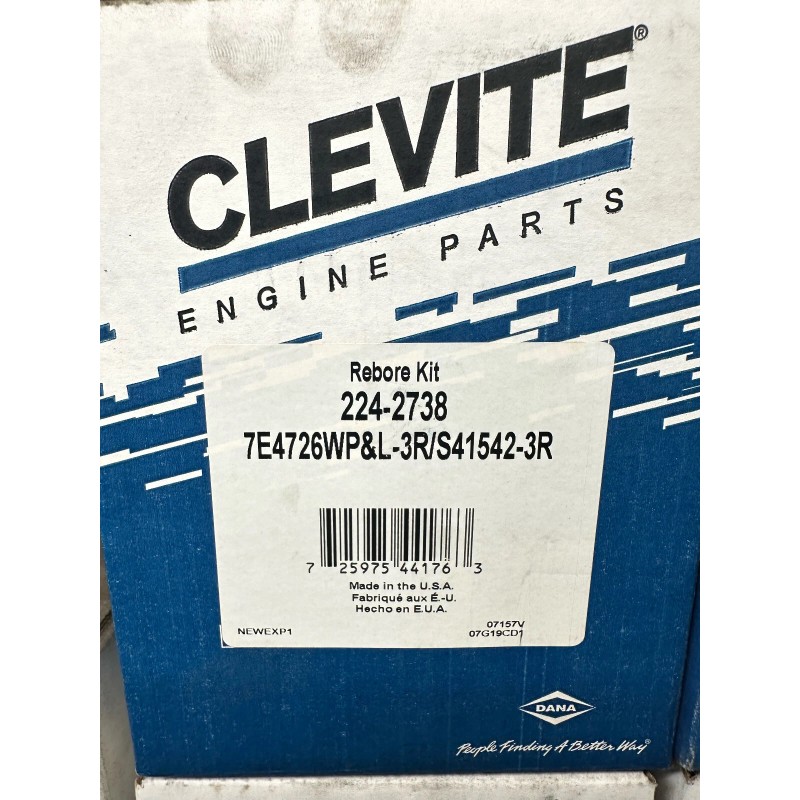 CLEVITE®
ENGINE PARTS
Rebore Kit
224-2738
7E4726WP&L-3R/S41542-3R
7 25975 44176 3
Made in the U.S.A.
Fabriqué aux É.-U.
Hecho en E.U.A.
07157V
NEWEXP1 07G19CD1
DANA
People Finding A Better Way®